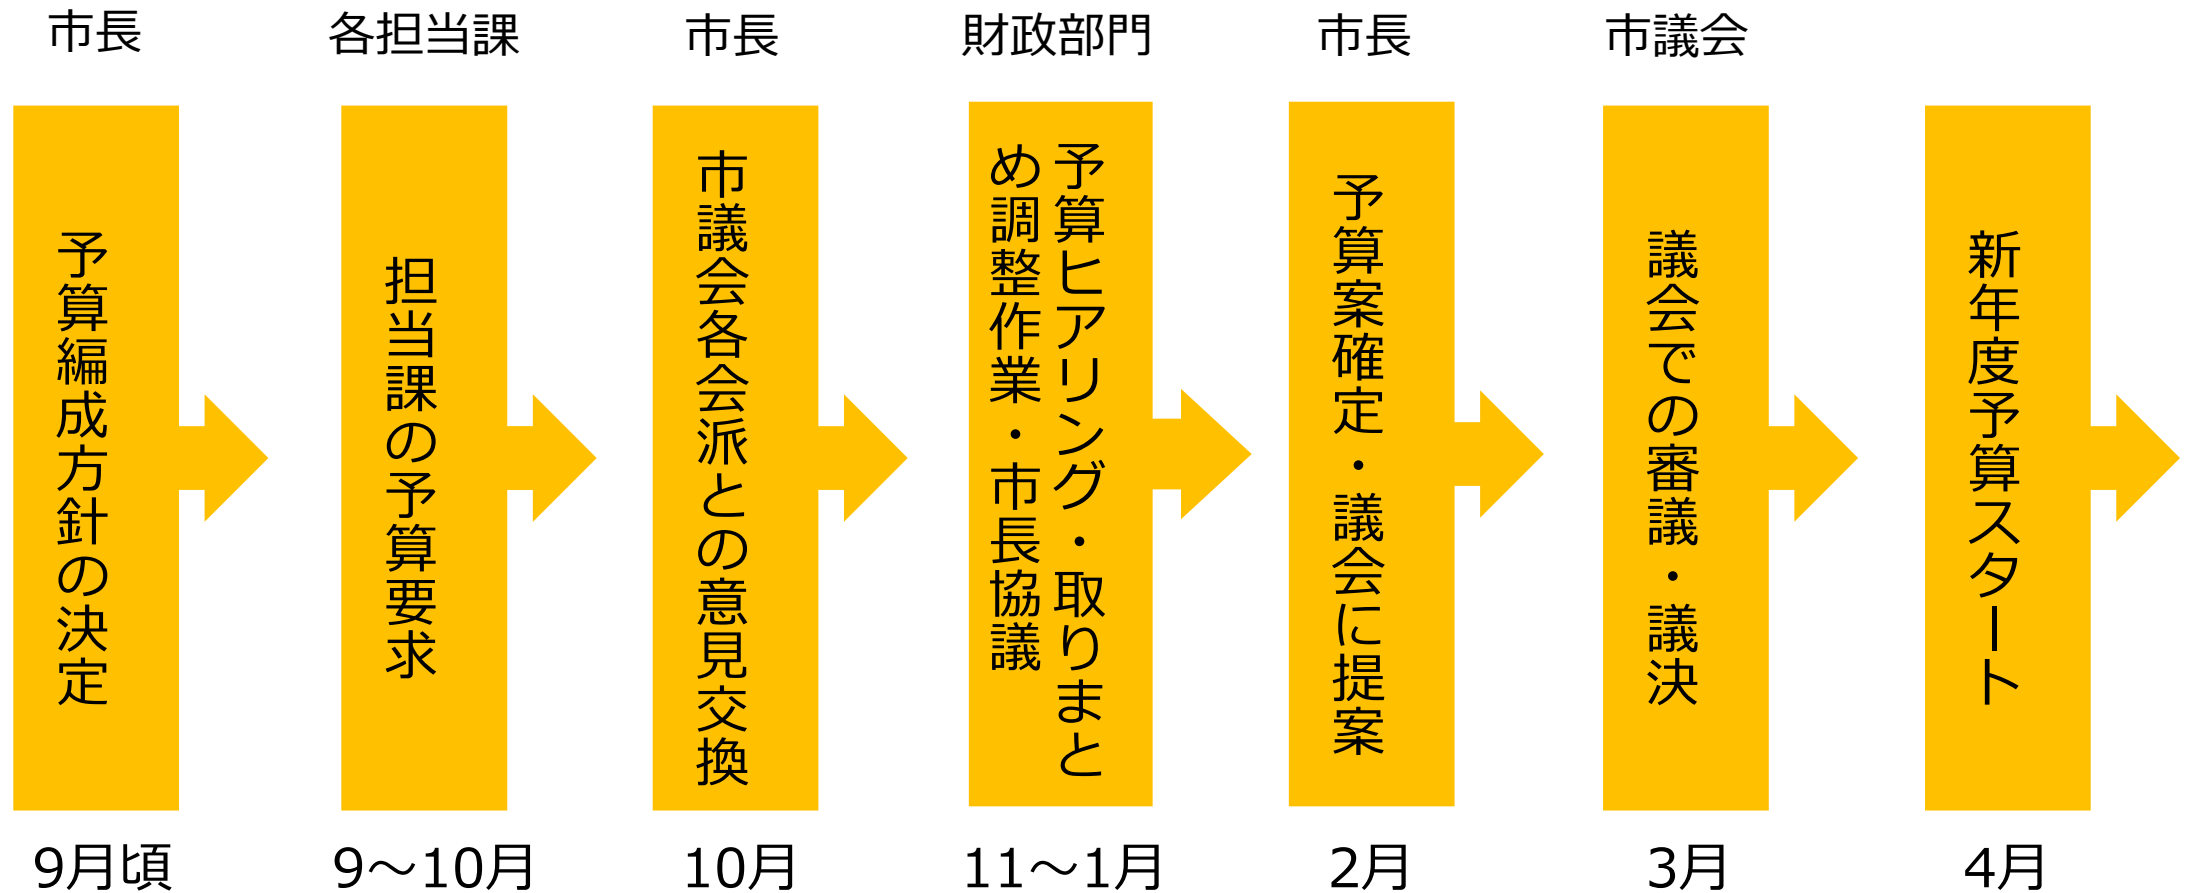 市長
各担当課
市長
財政部門
市長
市議会
予算編成方針の決定
担当課の予算要求
市議会各会派との意見交換
予算ヒアリング・取りまと
め調整作業・市長協議
予算案確定・議会に提案
議会での審議・議決
新年度予算スタート
9月頃
9～10月
10月
11～1月
2月
3月
4月